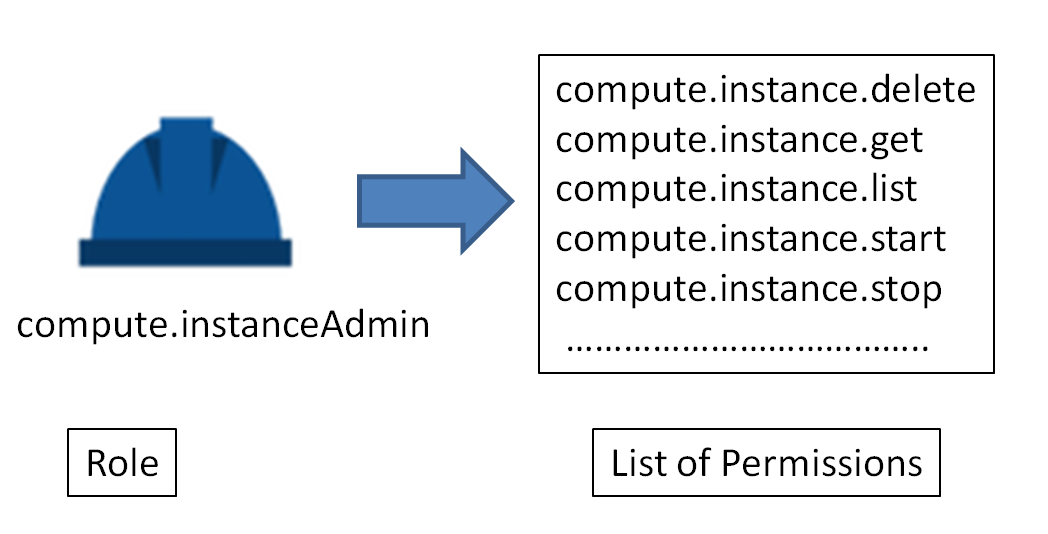 compute.instanceAdmin
Role
compute.instance.delete
compute.instance.get
compute.instance.list
compute.instance.start
compute.instance.stop
…………………………………..
List of Permissions